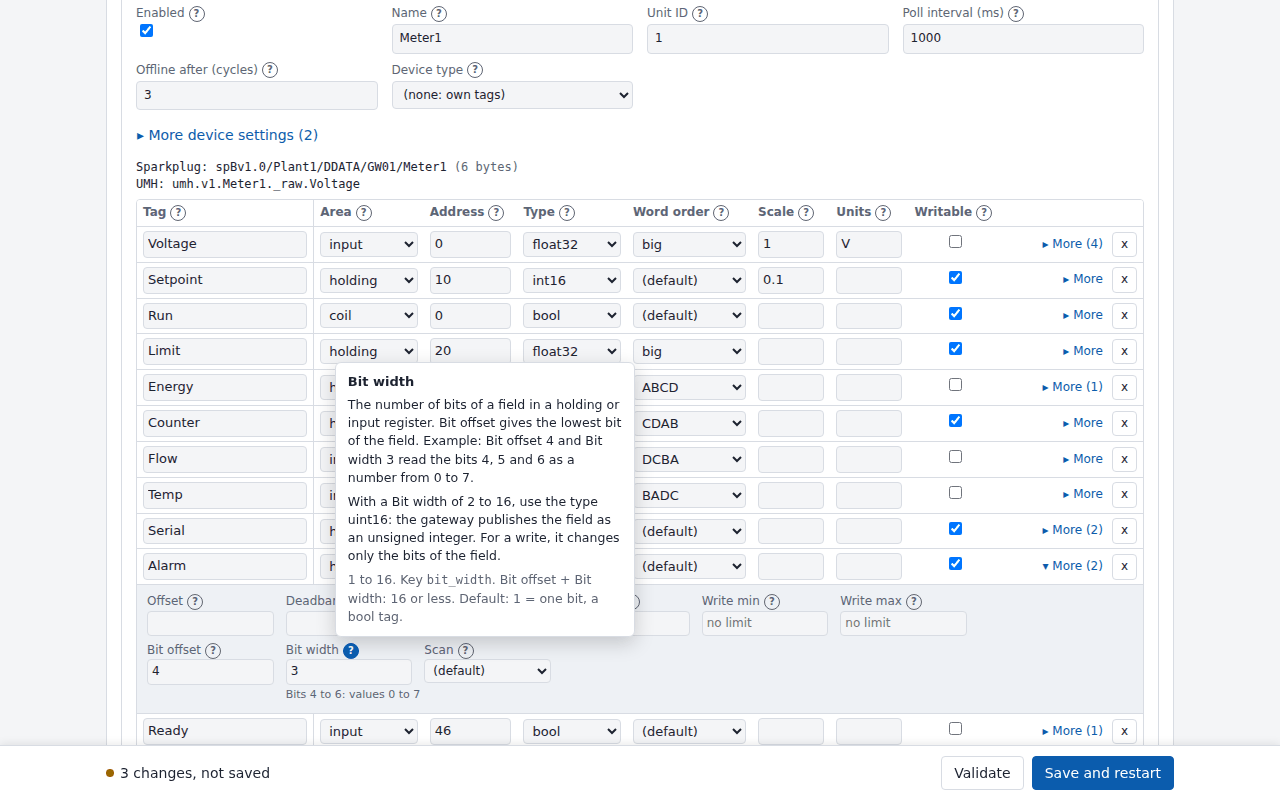 Enabled ? Name ? Unit ID ? Poll interval (ms) ?
Meter1 1 1000
Offline after (cycles) ? Device type ?
3 (none: own tags)
▸ More device settings (2)
Sparkplug: spBv1.0/Plant1/DDATA/GW01/Meter1 (6 bytes)
UMH: umh.v1.Meter1._raw.Voltage
Tag ? Area ? Address ? Type ? Word order ? Scale ? Units ? Writable ?
Voltage input 0 float32 big 1 V ▸ More (4) x
Setpoint holding 10 int16 (default) 0.1 ▸ More x
Run coil 0 bool (default) ▸ More x
Limit holding 20 float32 big ▸ More x
Energy ABCD ▸ More (1) x
Counter CDAB ▸ More x
Flow DCBA ▸ More x
Temp BADC ▸ More x
Serial (default) ▸ More (2) x
Alarm (default) ▾ More (2) x
Bit width
The number of bits of a field in a holding or
input register. Bit offset gives the lowest bit
of the field. Example: Bit offset 4 and Bit
width 3 read the bits 4, 5 and 6 as a
number from 0 to 7.
With a Bit width of 2 to 16, use the type
uint16: the gateway publishes the field as
an unsigned integer. For a write, it changes
only the bits of the field.
1 to 16. Key bit_width. Bit offset + Bit
width: 16 or less. Default: 1 = one bit, a
bool tag.
Offset ? Write min ? Write max ?
no limit no limit
Bit offset ? Bit width ? Scan ?
4 3 (default)
Bits 4 to 6: values 0 to 7
Ready input 46 bool (default) ▸ More (1) x
3 changes, not saved Validate Save and restart